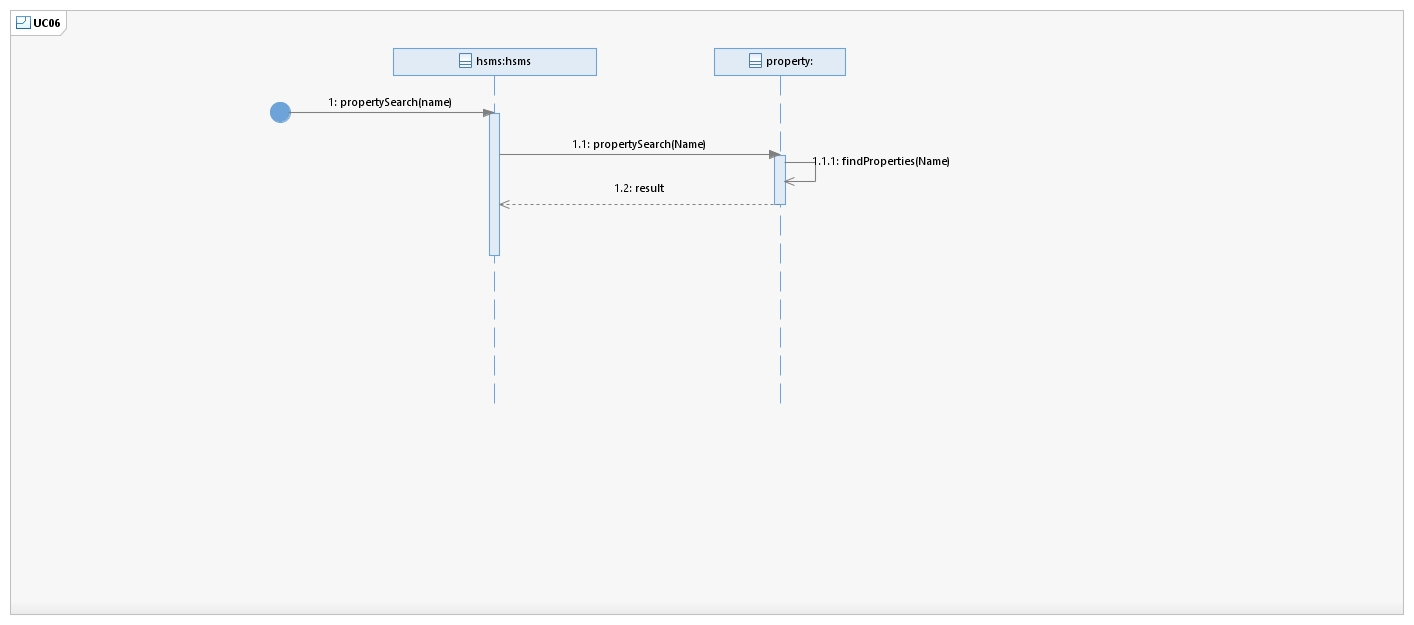 UC06
hsms:hsms
property:
1: propertySearch(name)
1.1: propertySearch(Name)
1.1.1: findProperties(Name)
1.2: result